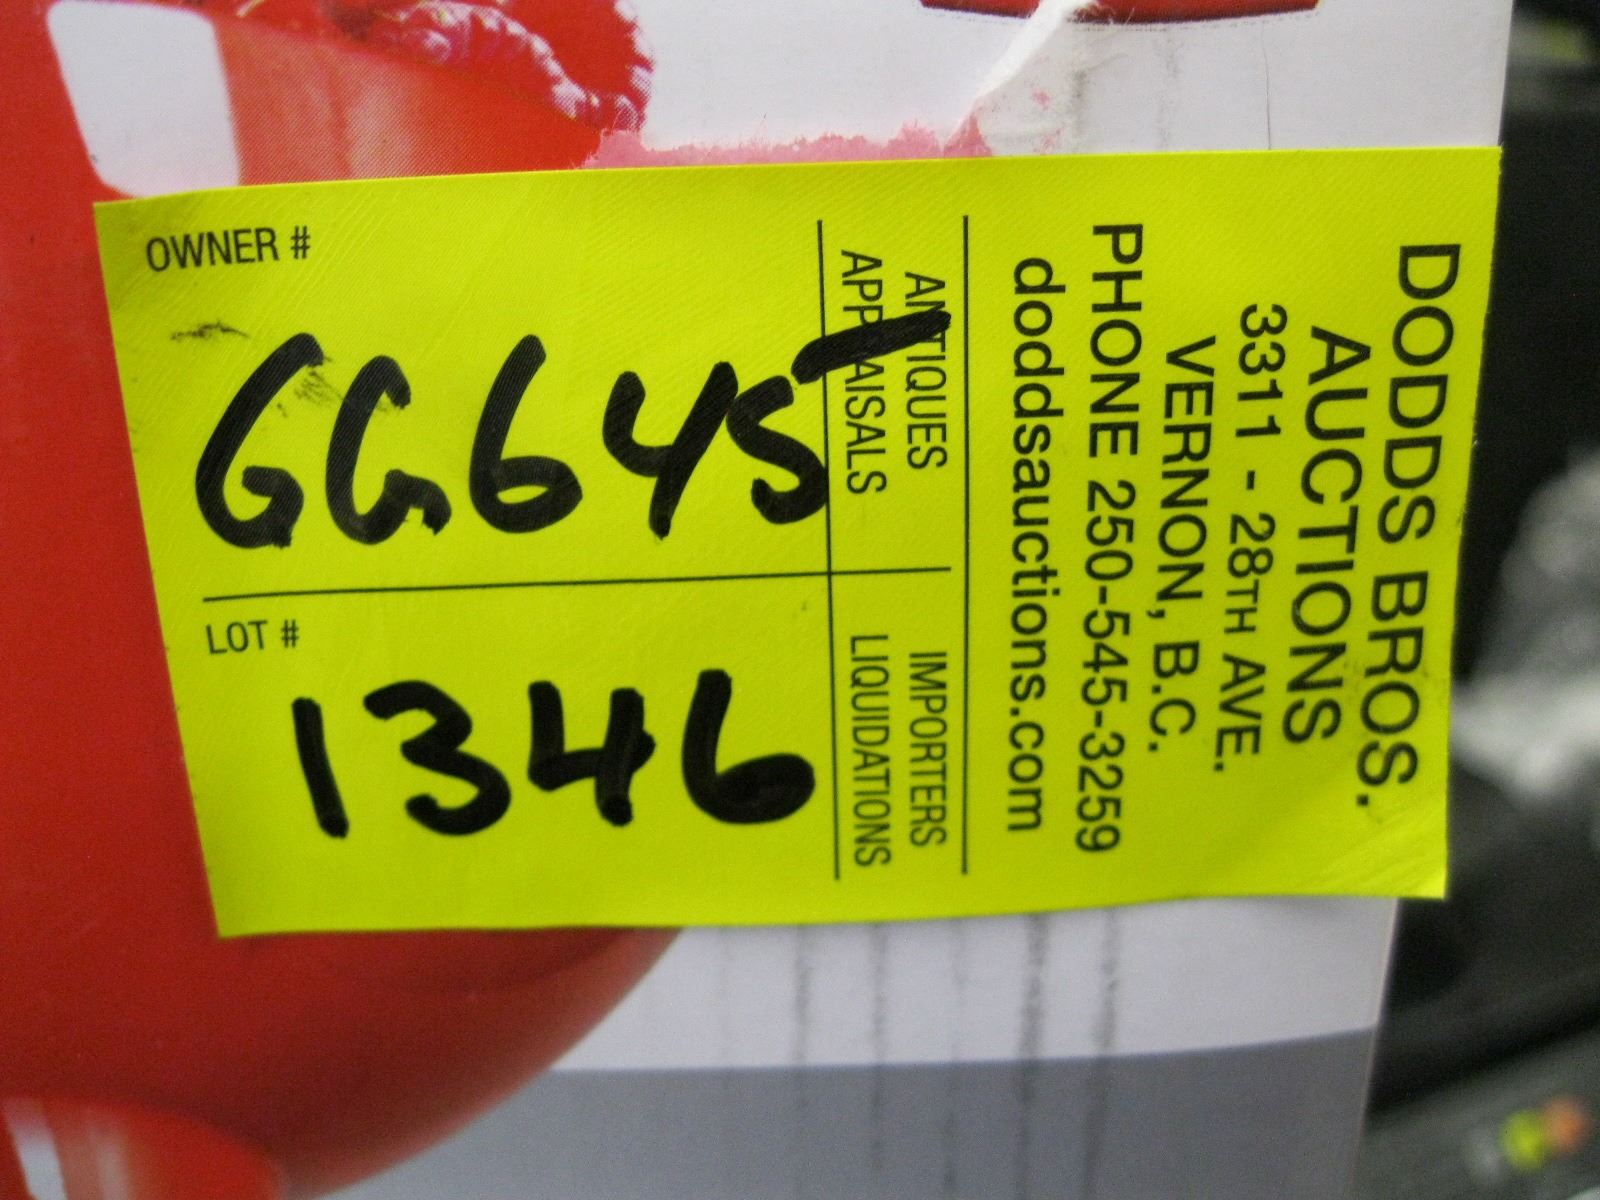 OWNER #
GG645
LOT #
1346
ANTIQUES
APPRAISALS
IMPORTERS
LIQUIDATIONS
DODDS BROS.
AUCTIONS
3311 - 28TH AVE.
VERNON, B.C.
PHONE 250-545-3259
doddsauctions.com